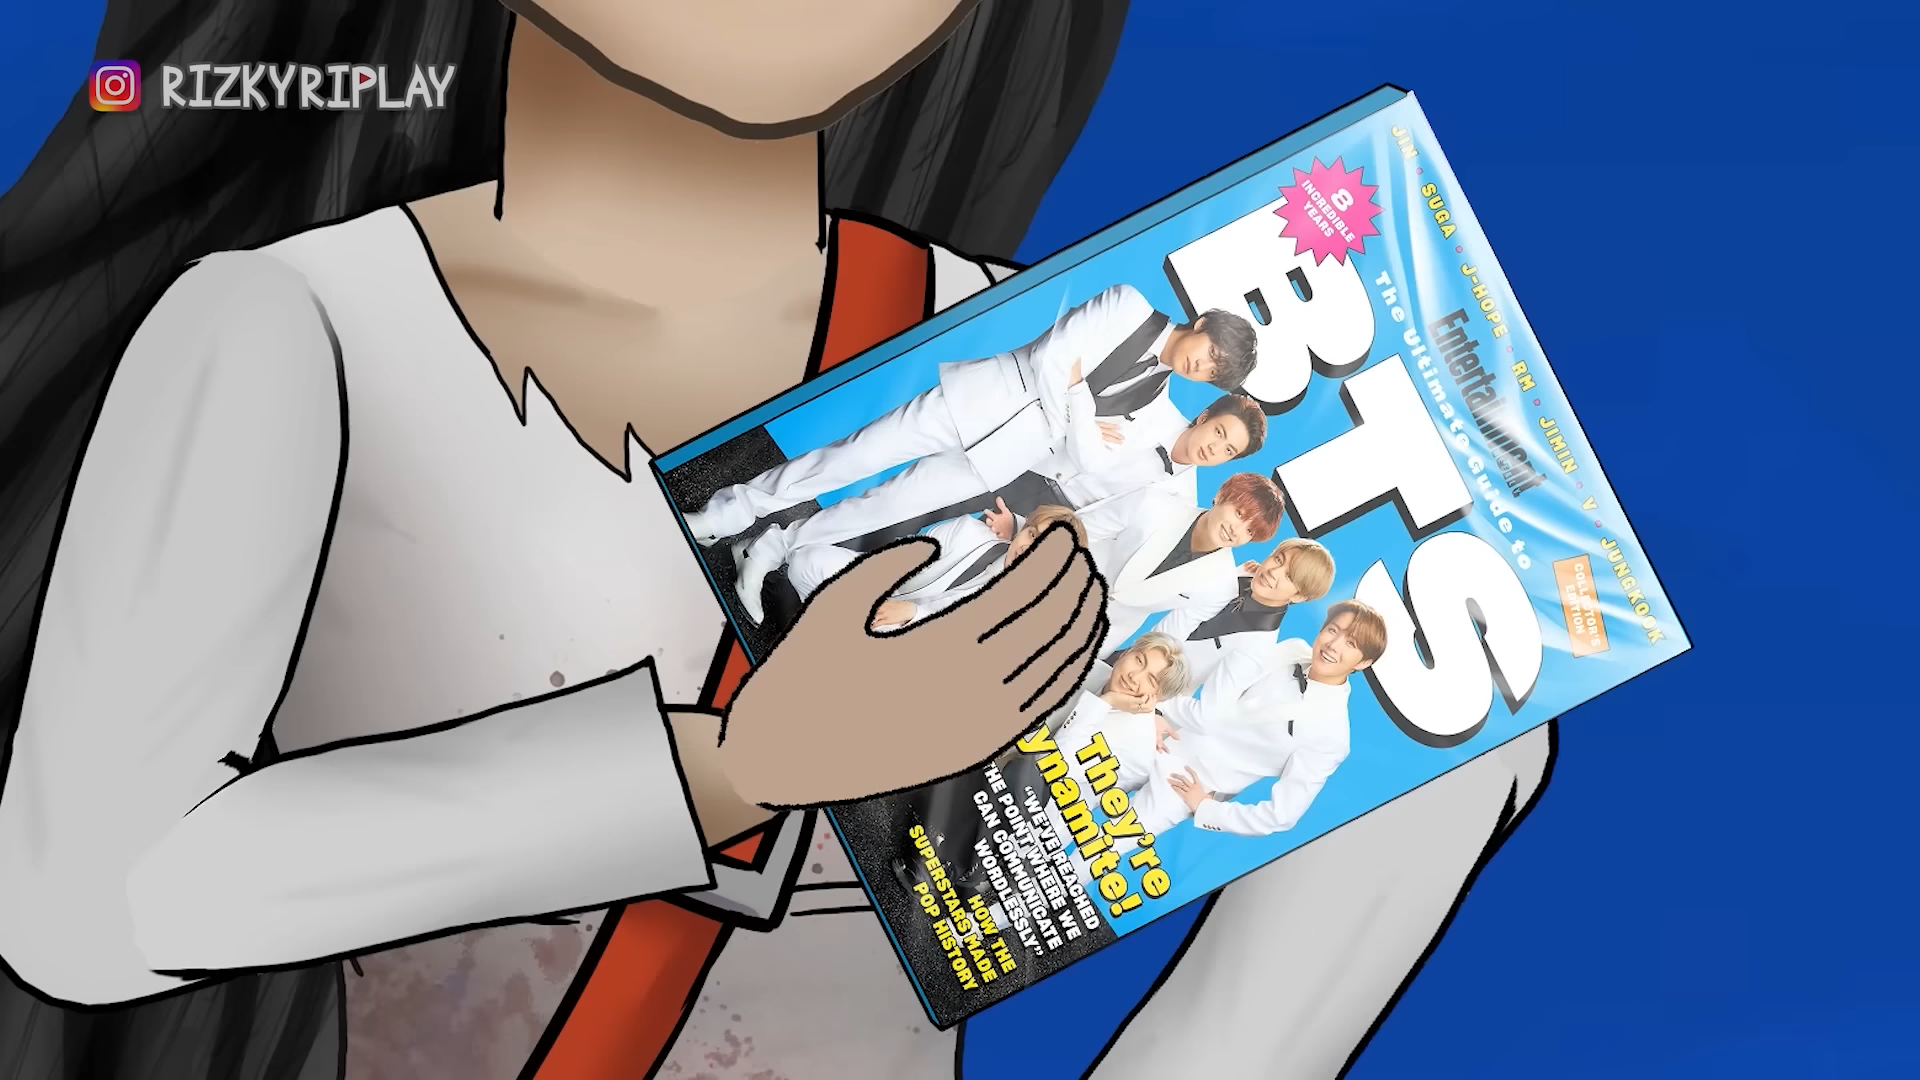 RIZKYRIPLAY
JIN • SUGA • J-HOPE • RM • JIMIN • V • JUNGKOOK
8
INCREDIBLE
YEARS
Entertainment
The Ultimate Guide to
BTS
COLLECTOR'S
EDITION
They're
ynamite!
"WE'VE REACHED
THE POINT WHERE WE
CAN COMMUNICATE
WORDLESSLY"
HOW THE
SUPERSTARS MADE
POP HISTORY